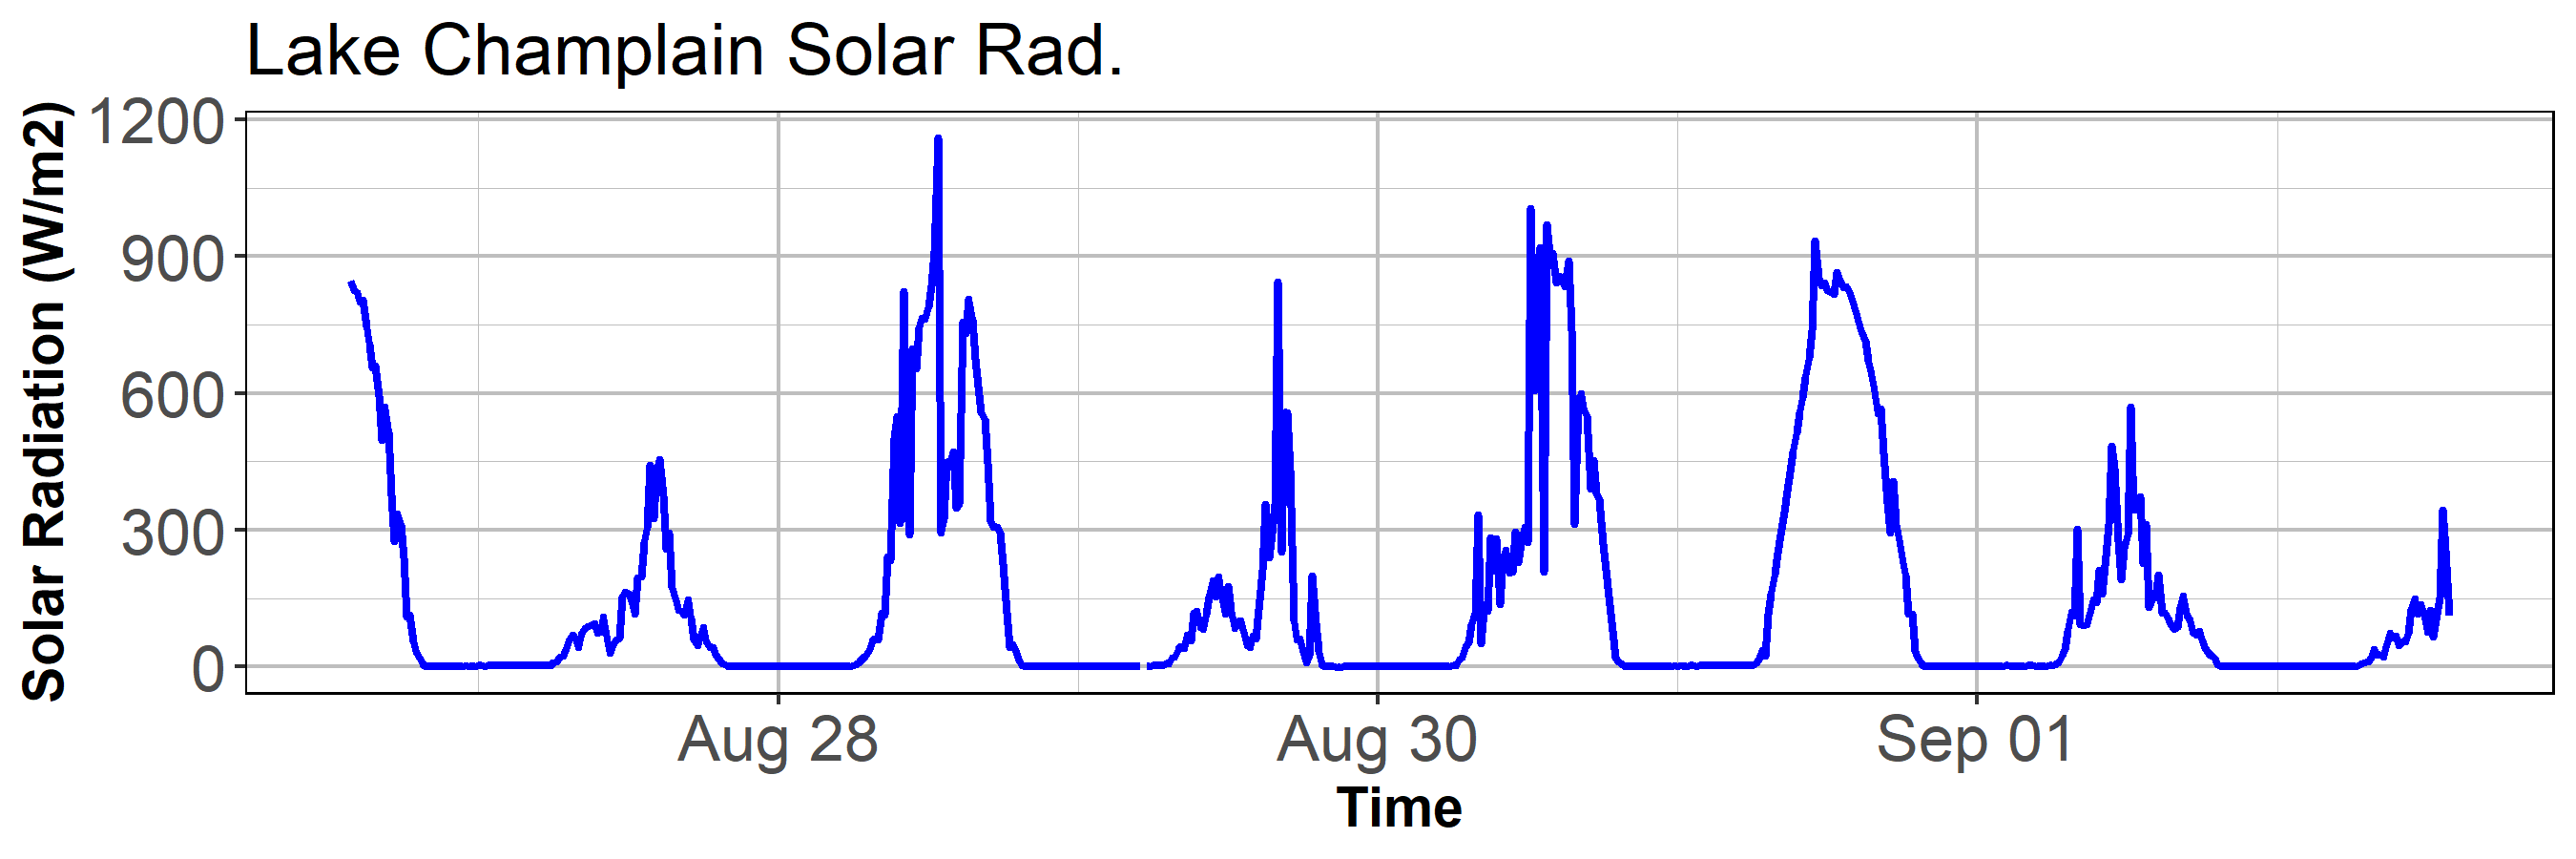 Lake Champlain Solar Rad.
Solar Radiation (W/m2)
1200
900
600
300
0
Aug 28 Aug 30 Sep 01
Time